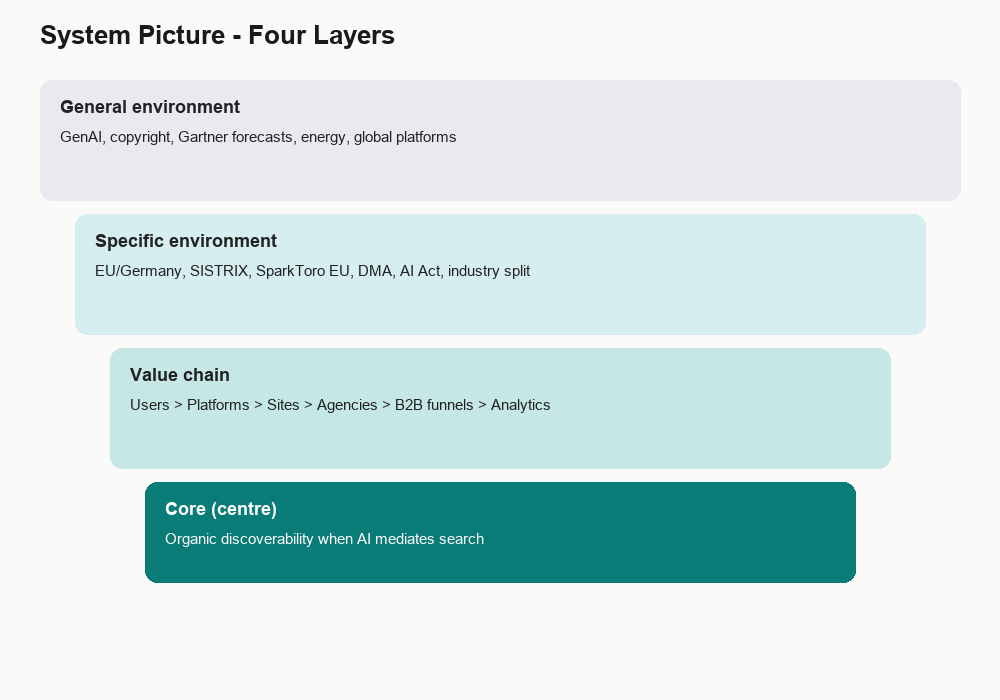 System Picture - Four Layers
General environment
GenAI, copyright, Gartner forecasts, energy, global platforms
Specific environment
EU/Germany, SISTRIX, SparkToro EU, DMA, AI Act, industry split
Value chain
Users > Platforms > Sites > Agencies > B2B funnels > Analytics
Core (centre)
Organic discoverability when AI mediates search